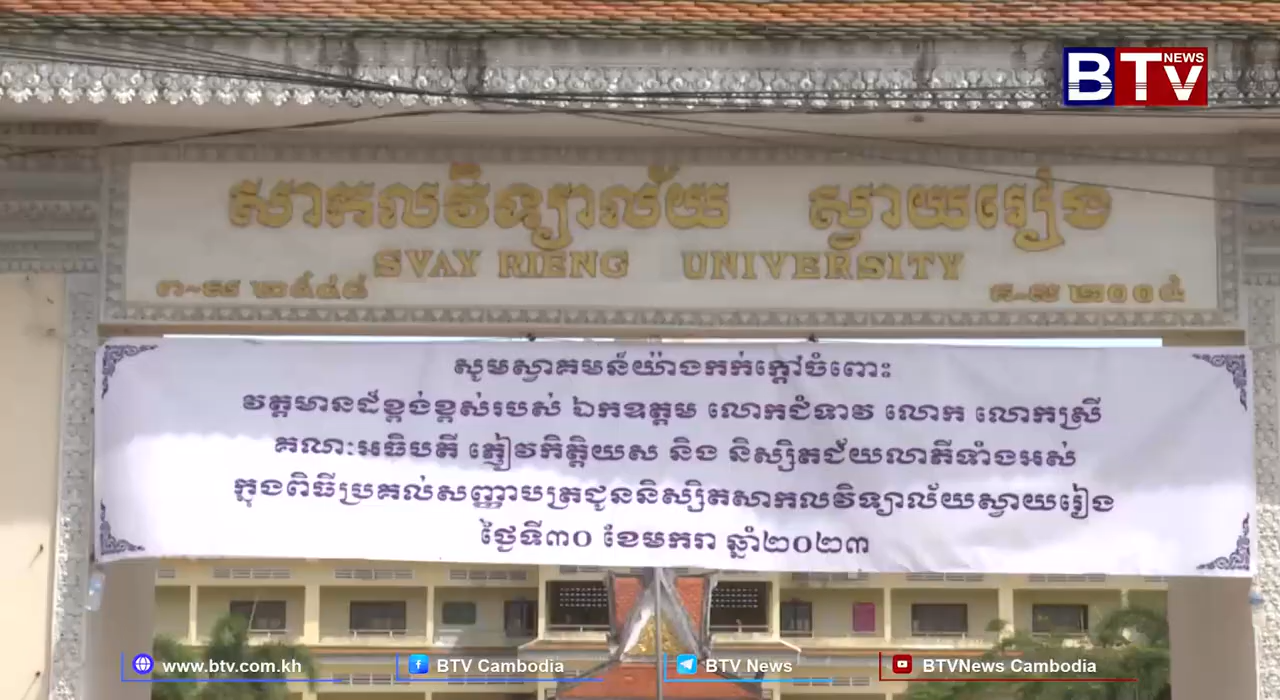 BTV NEWS
សាកលវិទ្យាល័យ ស្វាយរៀង
SVAY RIENG UNIVERSITY
ព-ស ២៥៤៨ គ-ស ២០០៥
សូមស្វាគមន៍យ៉ាងកក់ក្ដៅចំពោះ
វត្តមានដ៏ខ្ពង់ខ្ពស់របស់ ឯកឧត្តម លោកជំទាវ លោក លោកស្រី
គណៈអធិបតី ភ្ញៀវកិត្តិយស និង និស្សិតជ័យលាភីទាំងអស់
ក្នុងពិធីប្រគល់សញ្ញាបត្រជូននិស្សិតសាកលវិទ្យាល័យស្វាយរៀង
ថ្ងៃទី៣០ ខែមករា ឆ្នាំ២០២៣
www.btv.com.kh BTV Cambodia BTV News BTVNews Cambodia